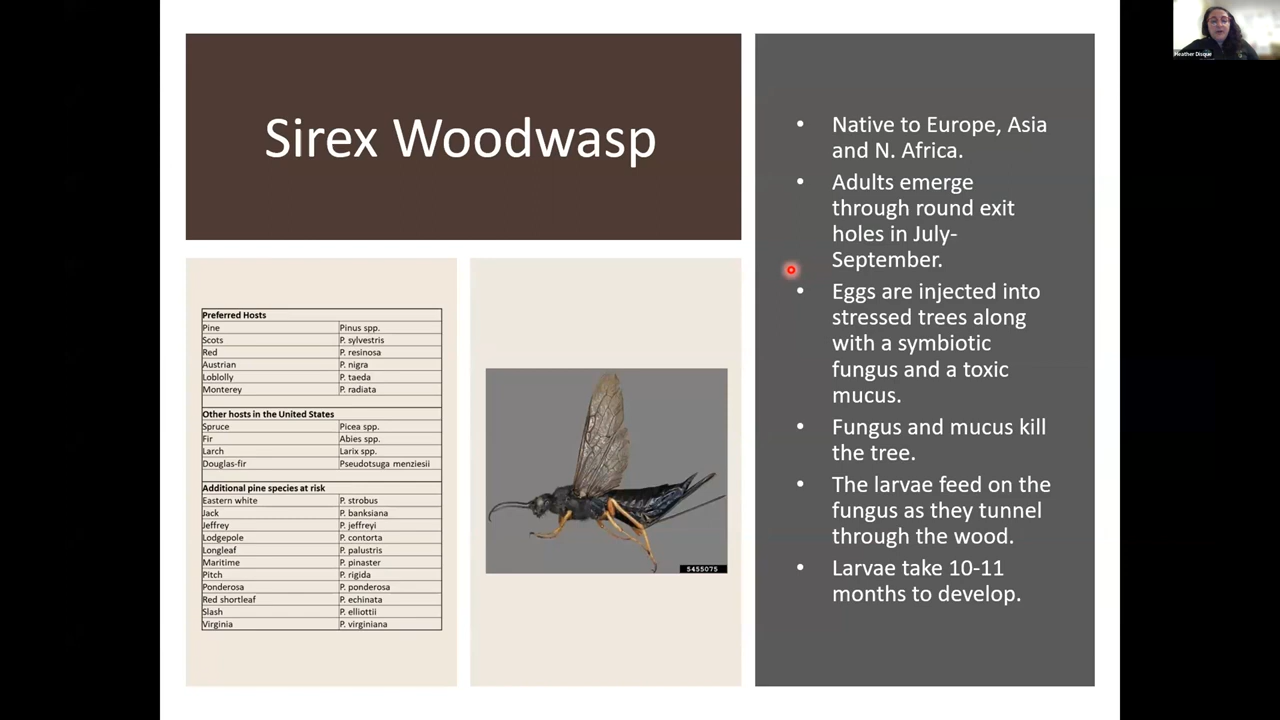 Heather Disque
Sirex Woodwasp
Preferred Hosts
Pine Pinus spp.
Scots P. sylvestris
Red P. resinosa
Austrian P. nigra
Loblolly P. taeda
Monterey P. radiata
Other hosts in the United States
Spruce Picea spp.
Fir Abies spp.
Larch Larix spp.
Douglas-fir Pseudotsuga menziesii
Additional pine species at risk
Eastern white P. strobus
Jack P. banksiana
Jeffrey P. jeffreyi
Lodgepole P. contorta
Longleaf P. palustris
Maritime P. pinaster
Pitch P. rigida
Ponderosa P. ponderosa
Red shortleaf P. echinata
Slash P. elliottii
Virginia P. virginiana
5455075
• Native to Europe, Asia
and N. Africa.
• Adults emerge
through round exit
holes in July-
September.
• Eggs are injected into
stressed trees along
with a symbiotic
fungus and a toxic
mucus.
• Fungus and mucus kill
the tree.
• The larvae feed on the
fungus as they tunnel
through the wood.
• Larvae take 10-11
months to develop.